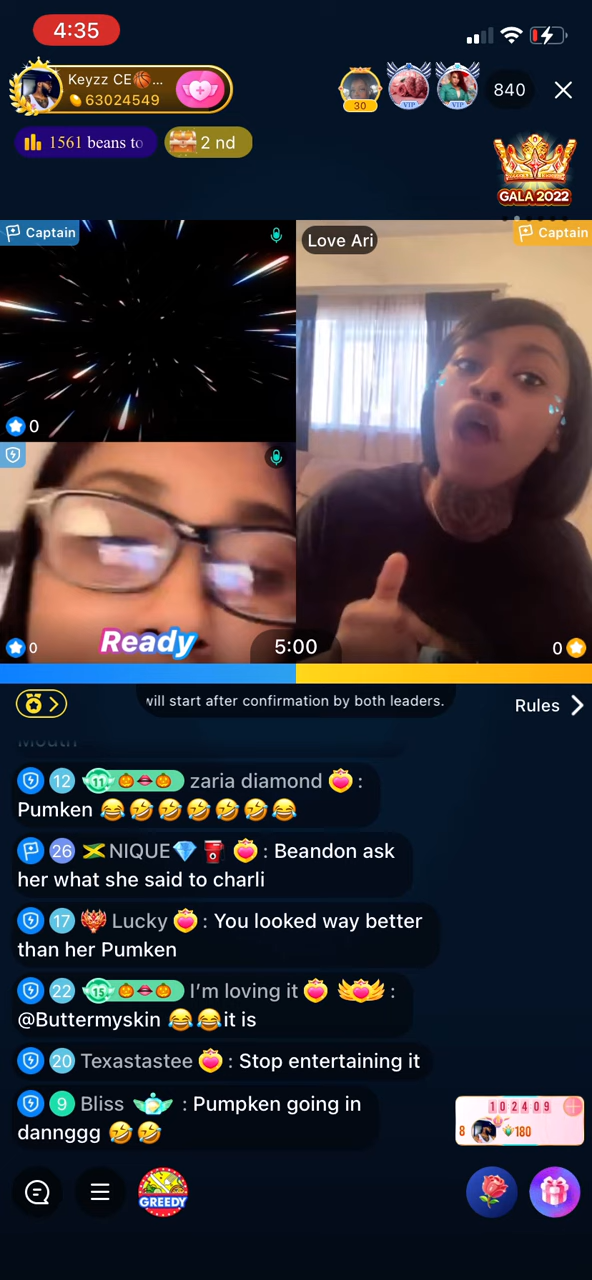 4:35
Keyzz CE🏀...
63024549
30
VIP
VIP
840
1561 beans to
2 nd
GALA 2022
Captain
Love Ari
Captain
0
Ready
0
5:00
0
will start after confirmation by both leaders.
Rules
Mouth
12 11 🎃👄🎃 zaria diamond :
Pumken 😂🤣🤣🤣🤣🤣😂
26 🇯🇲NIQUE💎 : Beandon ask
her what she said to charli
17 👹 Lucky : You looked way better
than her Pumken
22 15 🎃👄🎃 I'm loving it :
@Buttermyskin 😂😂it is
20 Texastastee : Stop entertaining it
9 Bliss : Pumpken going in
dannggg 🤣🤣
102409
8 180
GREEDY